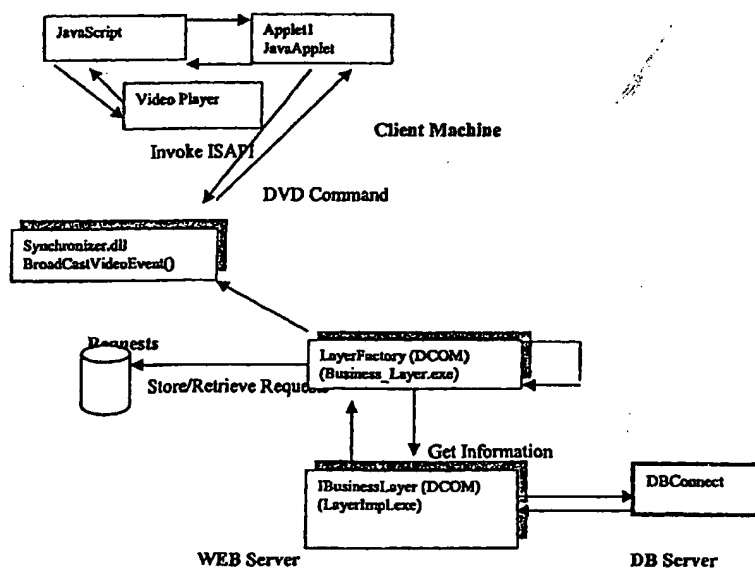 JavaScript
Applet1
JavaApplet
Video Player
Client Machine
Invoke ISAPI
DVD Command
Synchronizer.dll
BroadCastVideoEvent()
Requests
LayerFactory (DCOM)
(Business_Layer.exe)
Store/Retrieve Requests
Get Information
IBusinessLayer (DCOM)
(LayerImpl.exe)
DBConnect
WEB Server
DB Server